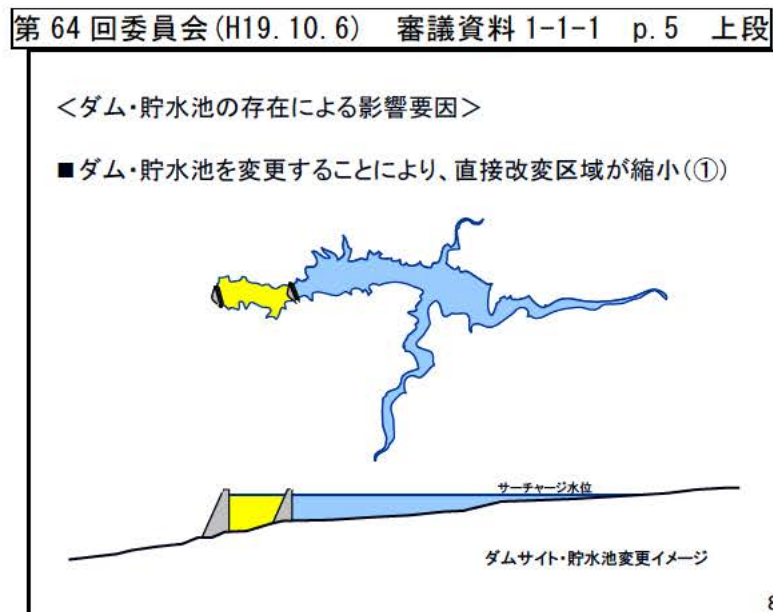 第 64 回委員会(H19.10.6) 審議資料 1-1-1 p.5 上段
<ダム・貯水池の存在による影響要因>
■ダム・貯水池を変更することにより、直接改変区域が縮小(①)
サーチャージ水位
ダムサイト・貯水池変更イメージ